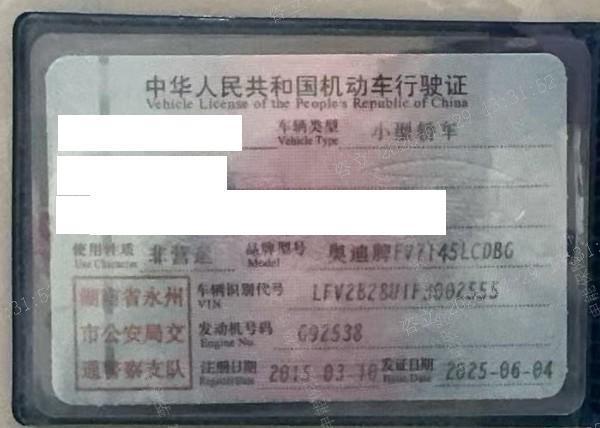 中华人民共和国机动车行驶证
Vehicle License of the People's Republic of China
车辆类型 小型轿车
Vehicle Type
使用性质 非营运 品牌型号 奥迪牌FV7145LCDBG
Use Character Model
湖南省永州
市公安局交
通警察支队
车辆识别代号
VIN
发动机号码 G92538
Engine No.
注册日期 2015-03-10 发证日期 2025-06-04
Register Date Issue Date